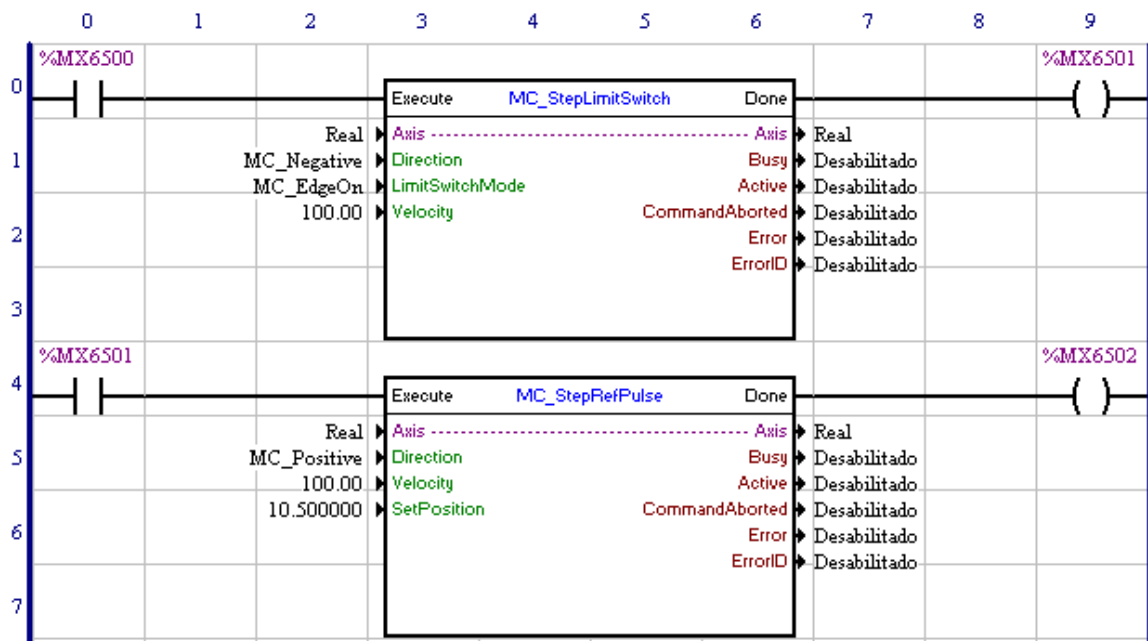 0 1 2 3 4 5 6 7 8 9
%MX6500 %MX6501
0 Execute MC_StepLimitSwitch Done
Real Axis Axis Real
1 MC_Negative Direction Busy Desabilitado
MC_EdgeOn LimitSwitchMode Active Desabilitado
100.00 Velocity CommandAborted Desabilitado
2 Error Desabilitado
ErrorID Desabilitado
3
%MX6501 %MX6502
4 Execute MC_StepRefPulse Done
Real Axis Axis Real
5 MC_Positive Direction Busy Desabilitado
100.00 Velocity Active Desabilitado
10.500000 SetPosition CommandAborted Desabilitado
6 Error Desabilitado
ErrorID Desabilitado
7